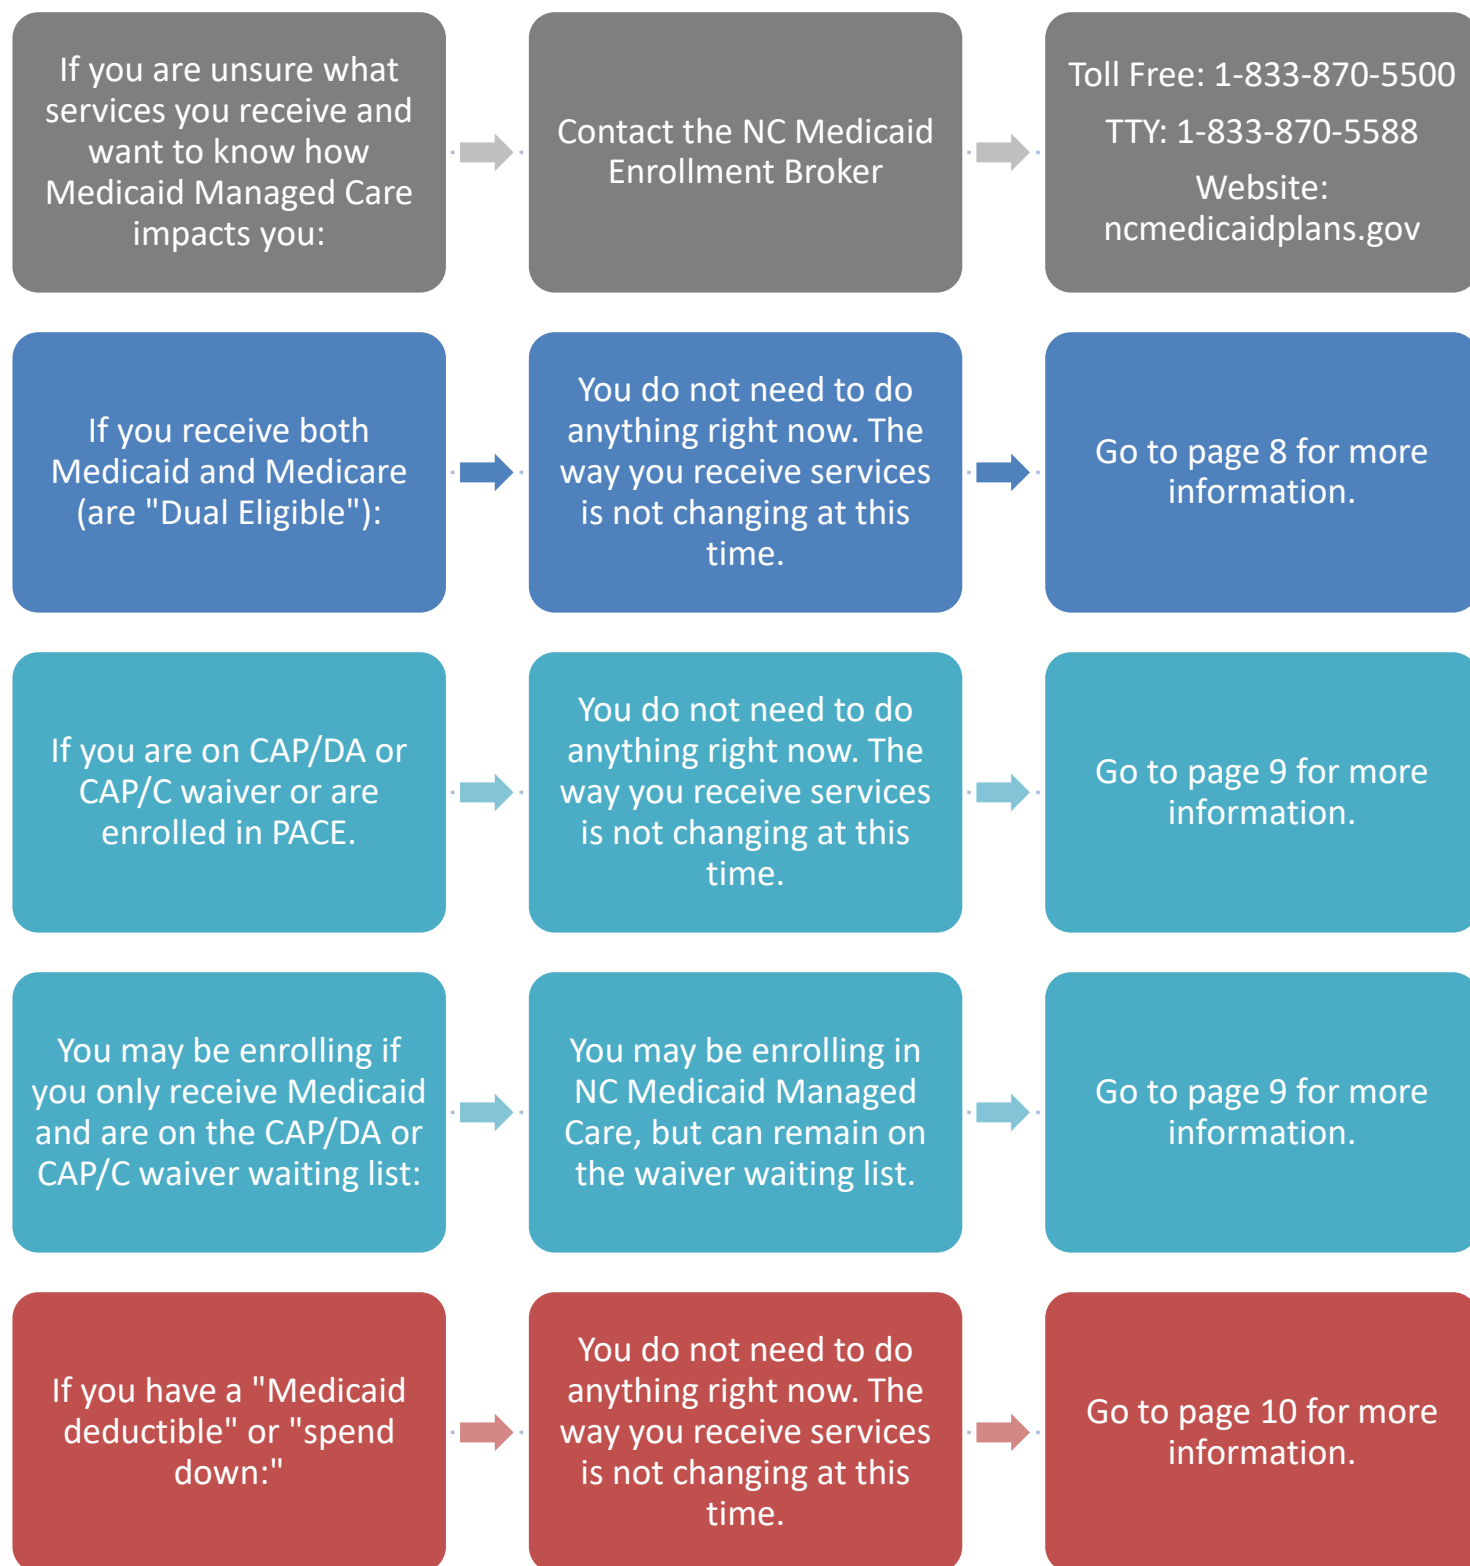 If you are unsure what
services you receive and
want to know how
Medicaid Managed Care
impacts you:
Contact the NC Medicaid
Enrollment Broker
Toll Free: 1-833-870-5500
TTY: 1-833-870-5588
Website:
ncmedicaidplans.gov
If you receive both
Medicaid and Medicare
(are "Dual Eligible"):
You do not need to do
anything right now. The
way you receive services
is not changing at this
time.
Go to page 8 for more
information.
If you are on CAP/DA or
CAP/C waiver or are
enrolled in PACE.
You do not need to do
anything right now. The
way you receive services
is not changing at this
time.
Go to page 9 for more
information.
You may be enrolling if
you only receive Medicaid
and are on the CAP/DA or
CAP/C waiver waiting list:
You may be enrolling in
NC Medicaid Managed
Care, but can remain on
the waiver waiting list.
Go to page 9 for more
information.
If you have a "Medicaid
deductible" or "spend
down:"
You do not need to do
anything right now. The
way you receive services
is not changing at this
time.
Go to page 10 for more
information.